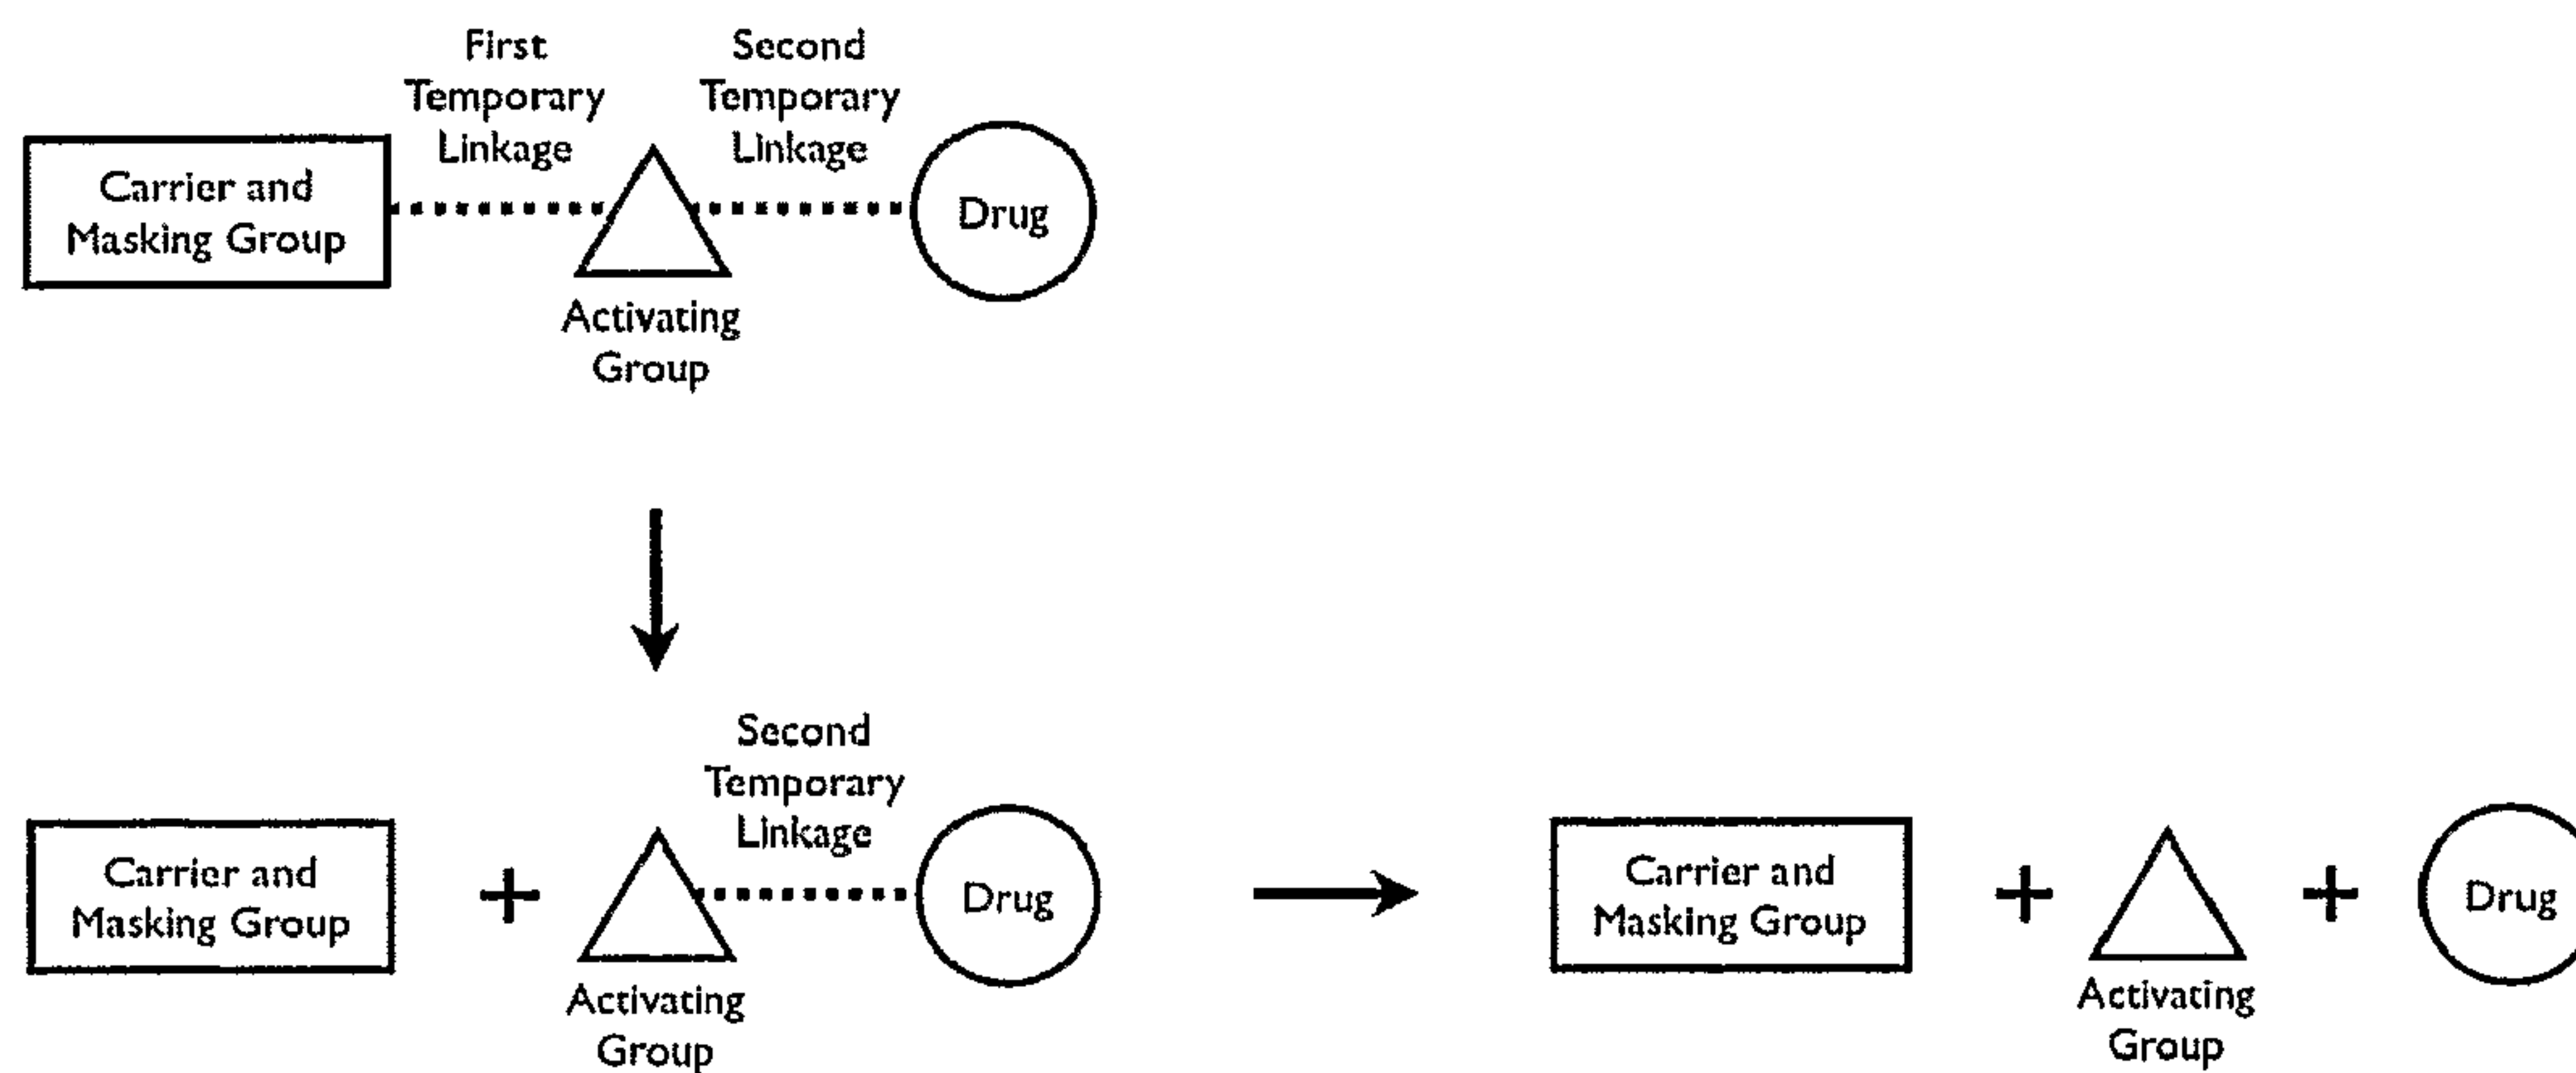 First
Temporary
Linkage
Second
Temporary
Linkage
Carrier and
Masking Group
Drug
Activating
Group
Second
Temporary
Linkage
Carrier and
Masking Group
+
Drug
Activating
Group
Carrier and
Masking Group
+
+
Drug
Activating
Group